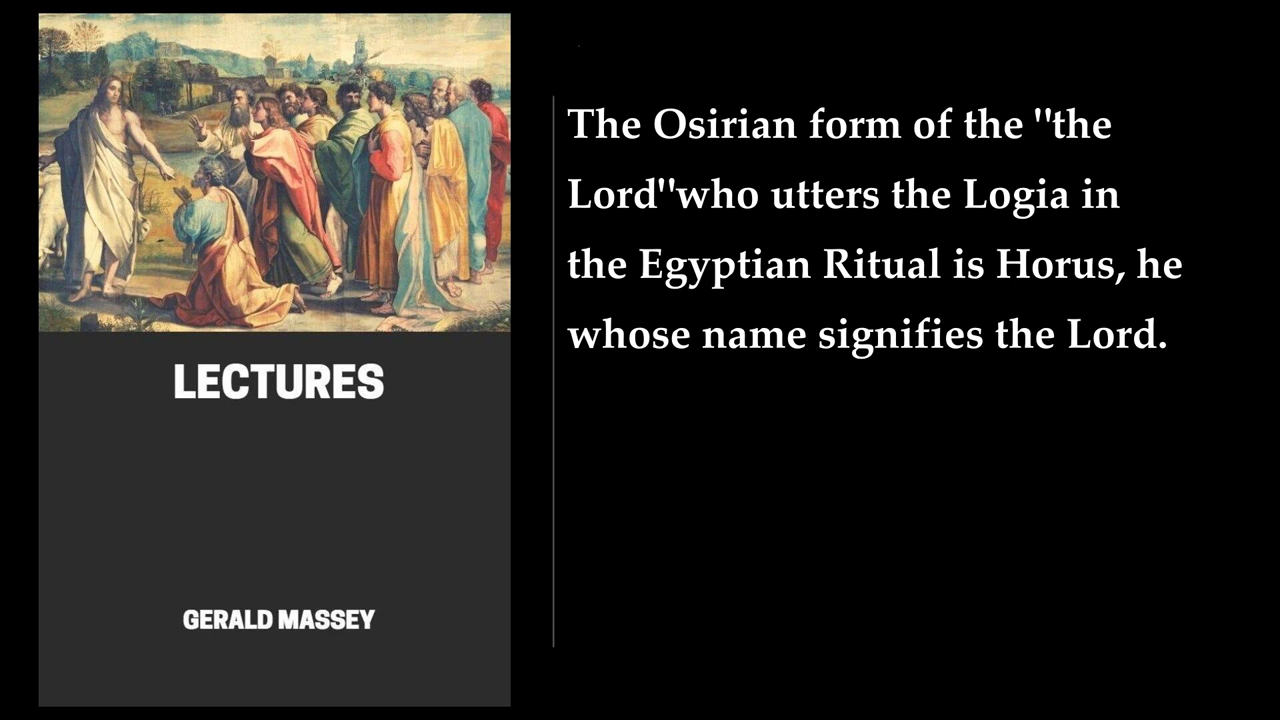 LECTURES
GERALD MASSEY
The Osirian form of the "the
Lord"who utters the Logia in
the Egyptian Ritual is Horus, he
whose name signifies the Lord.